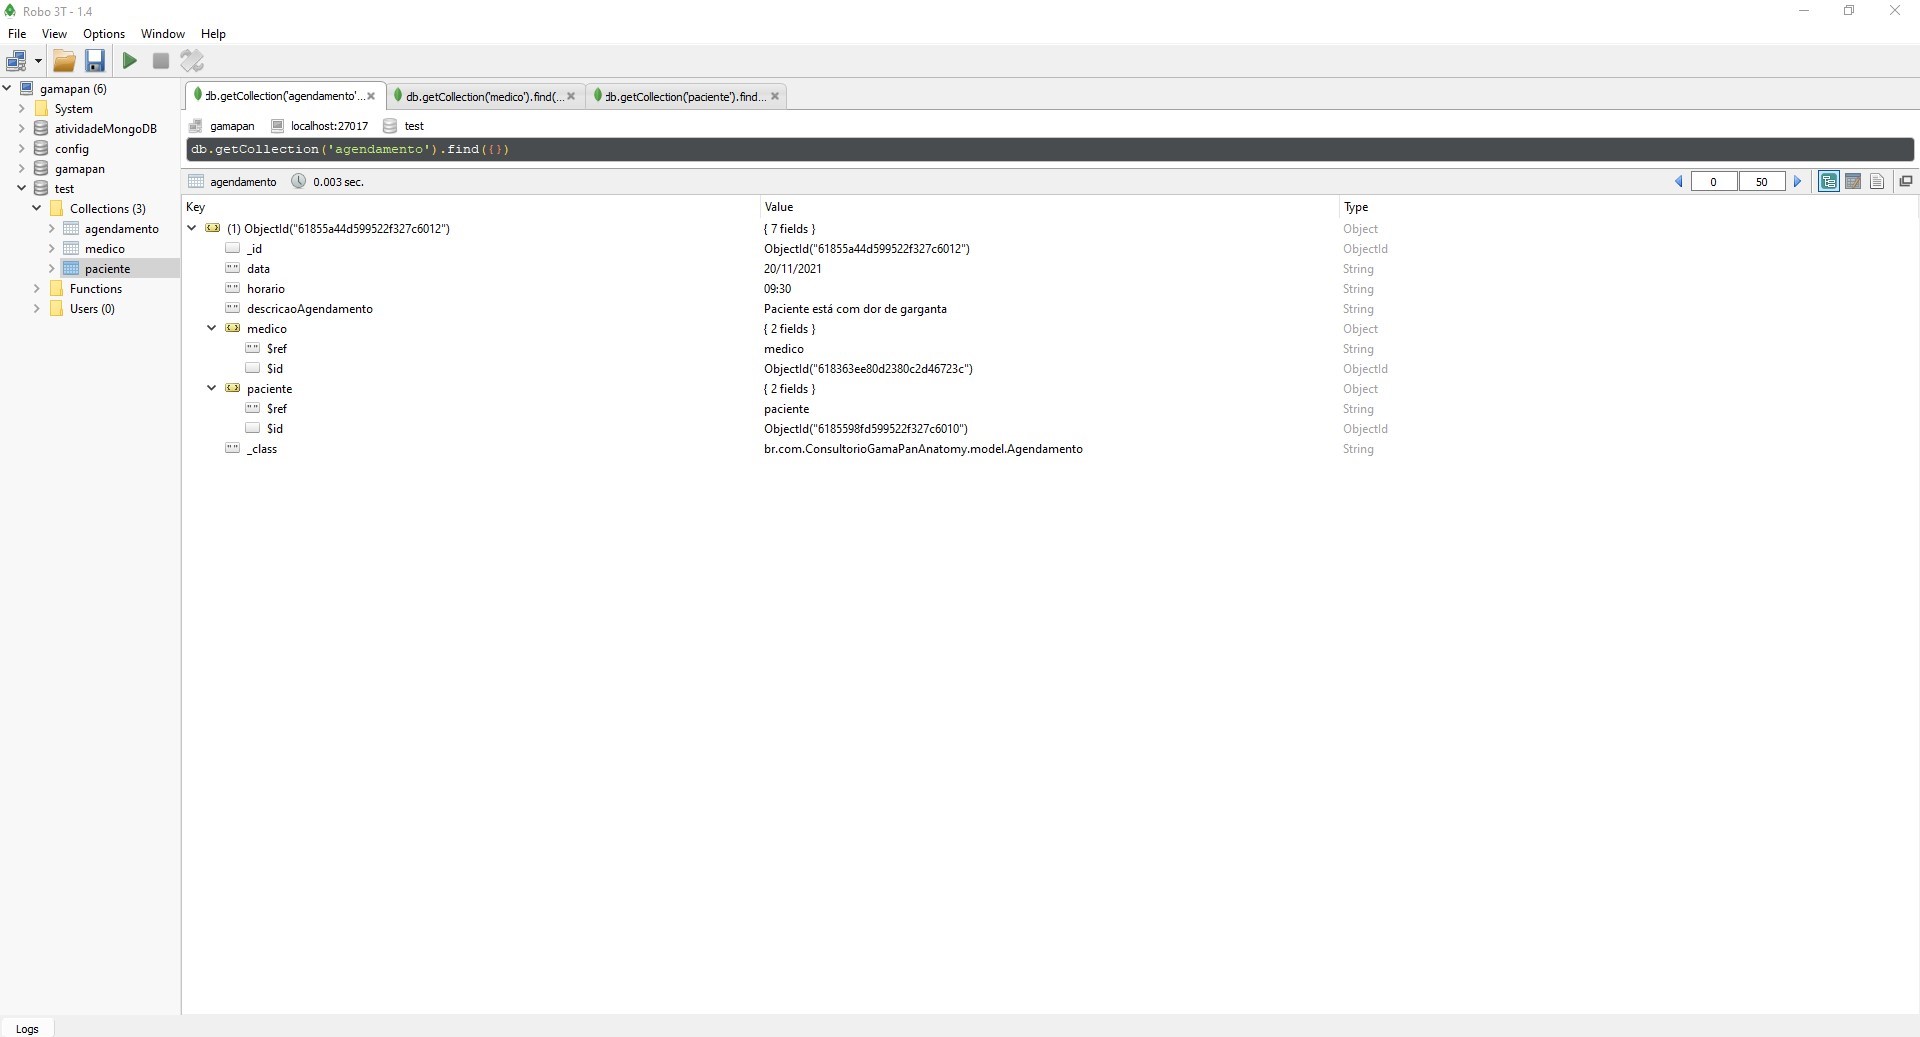 Robo 3T - 1.4
File View Options Window Help
gamapan (6)
System
atividadeMongoDB
config
gamapan
test
Collections (3)
agendamento
medico
paciente
Functions
Users (0)
db.getCollection('agendamento'... db.getCollection('medico').find(... db.getCollection('paciente').find...
gamapan localhost:27017 test
db.getCollection('agendamento').find({})
agendamento 0.003 sec. 0 50
Key Value Type
(1) ObjectId("61855a44d599522f327c6012") { 7 fields } Object
_id ObjectId("61855a44d599522f327c6012") ObjectId
data 20/11/2021 String
horario 09:30 String
descricaoAgendamento Paciente está com dor de garganta String
medico { 2 fields } Object
$ref medico String
$id ObjectId("618363ee80d2380c2d46723c") ObjectId
paciente { 2 fields } Object
$ref paciente String
$id ObjectId("6185598fd599522f327c6010") ObjectId
_class br.com.ConsultorioGamaPanAnatomy.model.Agendamento String
Logs